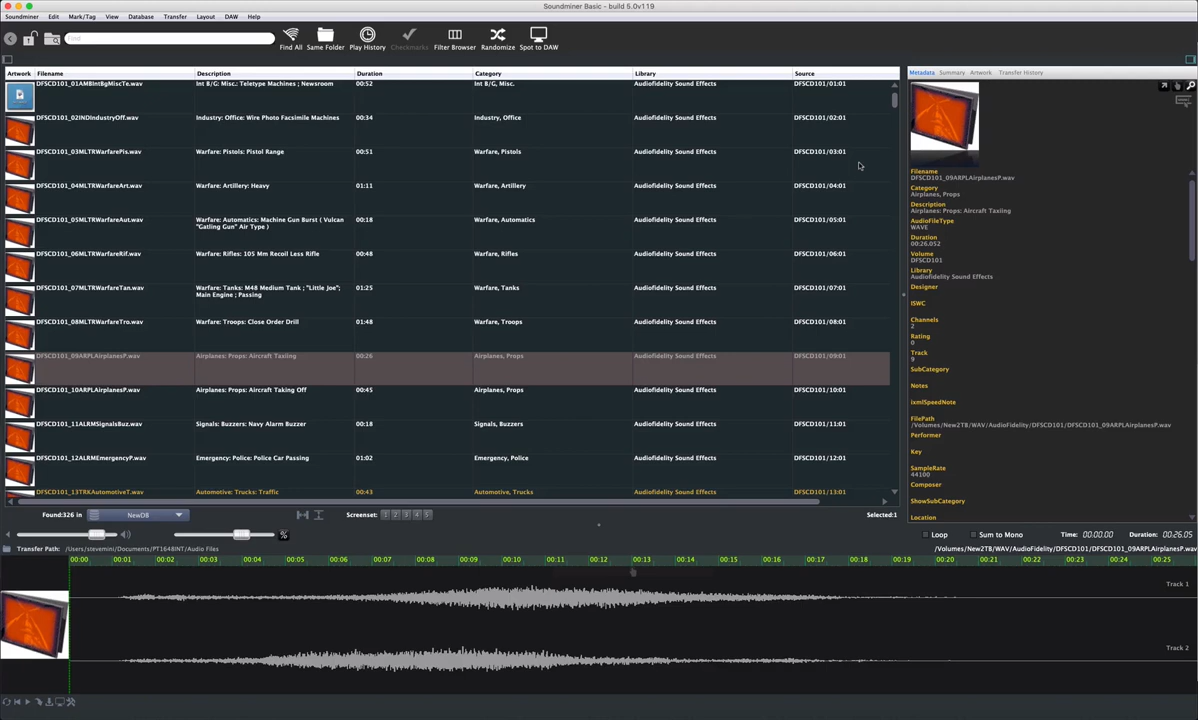 Soundminer Basic - build 5.0v119
Soundminer Edit Mark/Tag View Database Transfer Layout DAW Help
Find
Find All Same Folder Play History Checkmarks Filter Browser Randomize Spot to DAW
Artwork Filename Description Duration Category Library Source
DFSCD101_01AMBIntBgMiscTe.wav Int B/G: Misc.: Teletype Machines ; Newsroom 00:52 Int B/G, Misc. Audiofidelity Sound Effects DFSCD101/01:01
DFSCD101_02INDIndustryOff.wav Industry: Office: Wire Photo Facsimile Machines 00:34 Industry, Office Audiofidelity Sound Effects DFSCD101/02:01
DFSCD101_03MLTRWarfarePis.wav Warfare: Pistols: Pistol Range 00:51 Warfare, Pistols Audiofidelity Sound Effects DFSCD101/03:01
DFSCD101_04MLTRWarfareArt.wav Warfare: Artillery: Heavy 01:11 Warfare, Artillery Audiofidelity Sound Effects DFSCD101/04:01
DFSCD101_05MLTRWarfareAut.wav Warfare: Automatics: Machine Gun Burst ( Vulcan 00:18 Warfare, Automatics Audiofidelity Sound Effects DFSCD101/05:01
"Gatling Gun" Air Type )
DFSCD101_06MLTRWarfareRif.wav Warfare: Rifles: 105 Mm Recoil Less Rifle 00:48 Warfare, Rifles Audiofidelity Sound Effects DFSCD101/06:01
DFSCD101_07MLTRWarfareTan.wav Warfare: Tanks: M48 Medium Tank ; "Little Joe"; 01:25 Warfare, Tanks Audiofidelity Sound Effects DFSCD101/07:01
Main Engine ; Passing
DFSCD101_08MLTRWarfareTro.wav Warfare: Troops: Close Order Drill 01:48 Warfare, Troops Audiofidelity Sound Effects DFSCD101/08:01
DFSCD101_09ARPLAirplanesP.wav Airplanes: Props: Aircraft Taxiing 00:26 Airplanes, Props Audiofidelity Sound Effects DFSCD101/09:01
DFSCD101_10ARPLAirplanesP.wav Airplanes: Props: Aircraft Taking Off 00:45 Airplanes, Props Audiofidelity Sound Effects DFSCD101/10:01
DFSCD101_11ALRMSignalsBuz.wav Signals: Buzzers: Navy Alarm Buzzer 00:18 Signals, Buzzers Audiofidelity Sound Effects DFSCD101/11:01
DFSCD101_12ALRMEmergencyP.wav Emergency: Police: Police Car Passing 01:02 Emergency, Police Audiofidelity Sound Effects DFSCD101/12:01
DFSCD101_13TRKAutomotiveT.wav Automotive: Trucks: Traffic 00:43 Automotive, Trucks Audiofidelity Sound Effects DFSCD101/13:01
Found:326 in NewDB Screenset: 1 2 3 4 5 Selected:1
Metadata Summary Artwork Transfer History
Filename
DFSCD101_09ARPLAirplanesP.wav
Category
Airplanes, Props
Description
Airplanes: Props: Aircraft Taxiing
AudioFileType
WAVE
Duration
00:26.052
Volume
DFSCD101
Library
Audiofidelity Sound Effects
Designer
ISWC
Channels
2
Rating
0
Track
9
SubCategory
Notes
ixmlSpeedNote
FilePath
/Volumes/New2TB/WAV/AudioFidelity/DFSCD101/DFSCD101_09ARPLAirplanesP.wav
Performer
Key
SampleRate
44100
Composer
ShowSubCategory
Location
%
Loop Sum to Mono Time: 00:00.00 Duration: 00:26.05
Transfer Path: /Users/stevemini/Documents/PT1648INT/Audio Files /Volumes/New2TB/WAV/AudioFidelity/DFSCD101/DFSCD101_09ARPLAirplanesP.wav
00:00 00:01 00:02 00:03 00:04 00:05 00:06 00:07 00:08 00:09 00:10 00:11 00:12 00:13 00:14 00:15 00:16 00:17 00:18 00:19 00:20 00:21 00:22 00:23 00:24 00:25
Track 1
Track 2